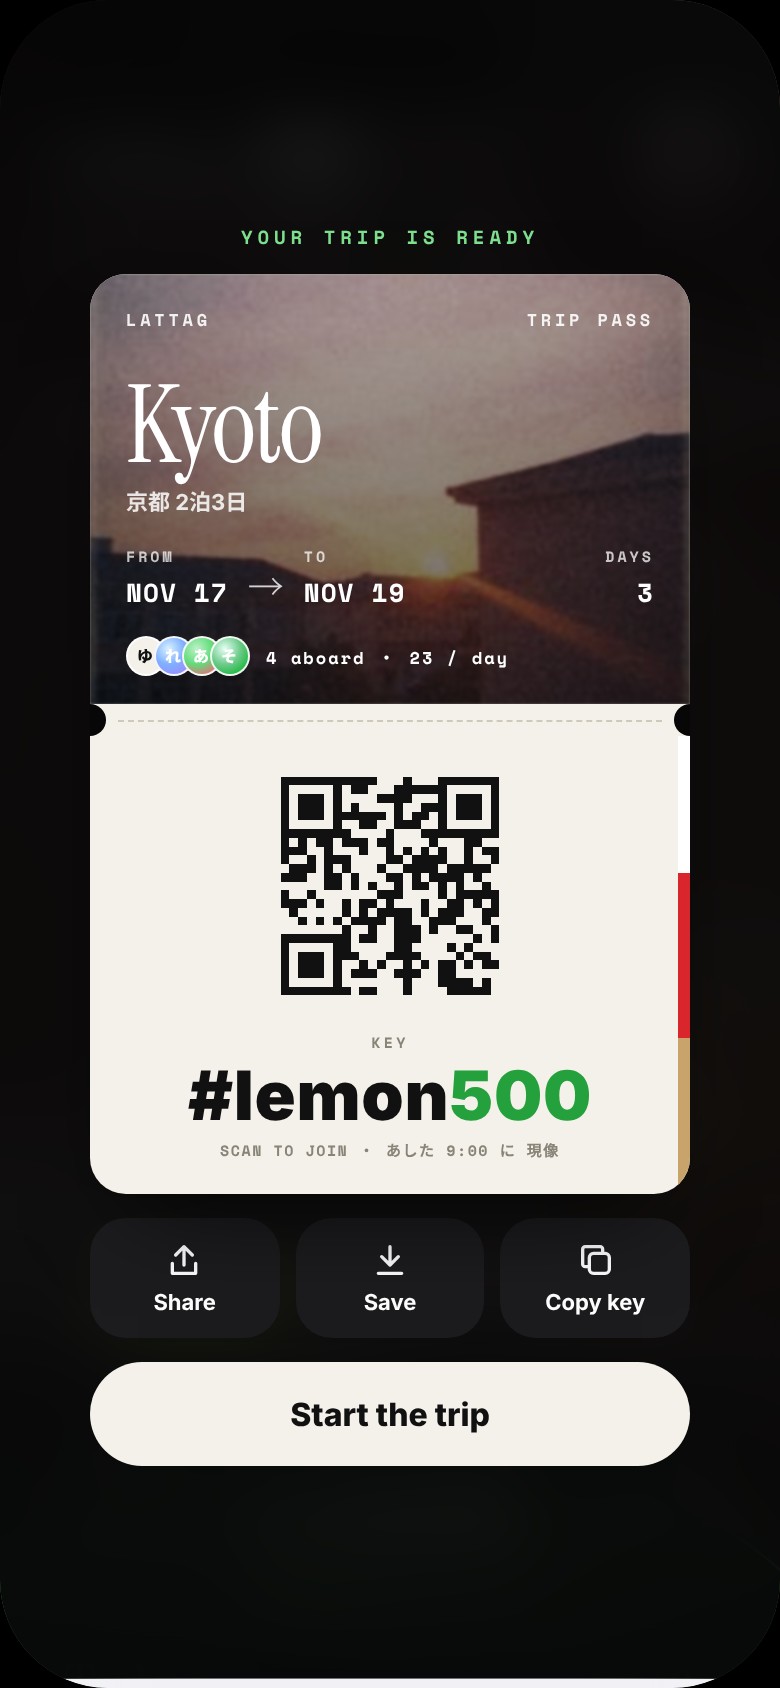 YOUR TRIP IS READY
LATTAG
TRIP PASS
Kyoto
京都 2泊3日
FROM
TO
DAYS
NOV 17 → NOV 19
3
ゆ れ あ そ
4 aboard • 23 / day
KEY
#lemon500
SCAN TO JOIN • あした 9:00 に 現像
Share
Save
Copy key
Start the trip